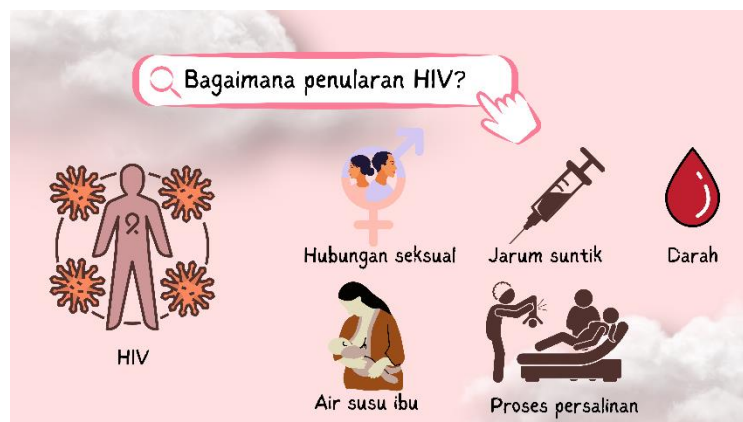 Bagaimana penularan HIV?
Hubungan seksual
Jarum suntik
Darah
HIV
Air susu ibu
Proses persalinan